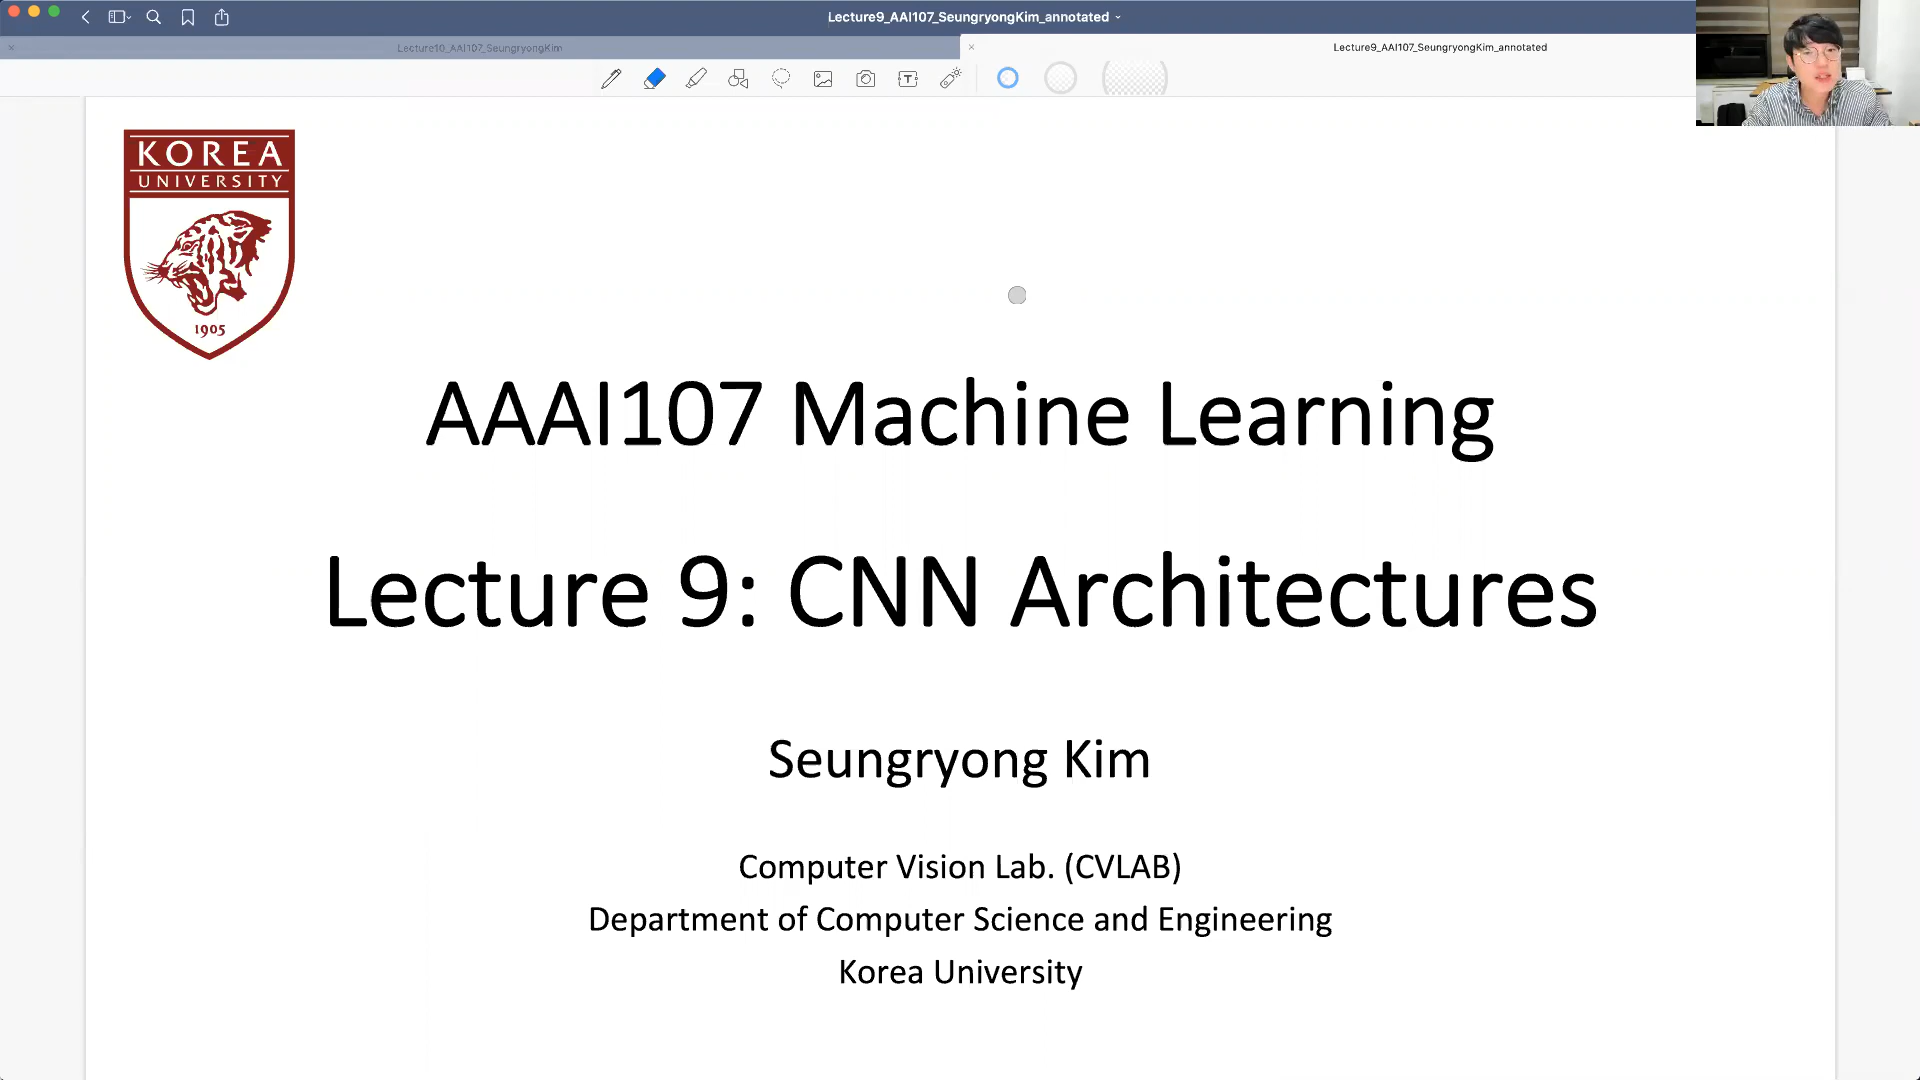 Lecture9_AAI107_SeungryongKim_annotated
Lecture10_AAI107_SeungryongKim
Lecture9_AAI107_SeungryongKim_annotated
KOREA
UNIVERSITY
1905
AAAI107 Machine Learning
Lecture 9: CNN Architectures
Seungryong Kim
Computer Vision Lab. (CVLAB)
Department of Computer Science and Engineering
Korea University